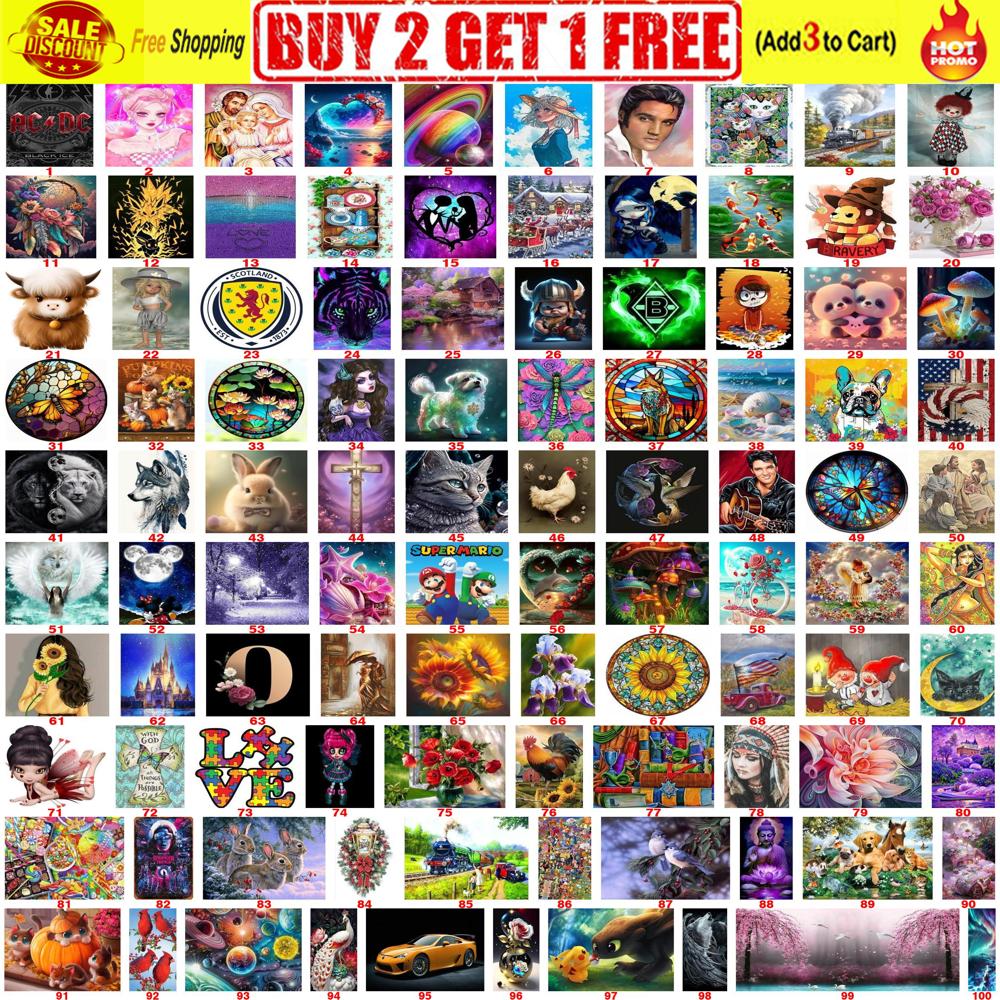 SALE
DISCOUNT
Free Shopping
BUY 2 GET 1 FREE
(Add 3 to Cart)
HOT
PROMO
AC DC
BLACK ICE
1 2 3 4 5 6 7 8 9 10
LOVE
BRAVERY
11 12 13 14 15 16 17 18 19 20
SCOTLAND
EST 1873
B
21 22 23 24 25 26 27 28 29 30
PUMPKINS
31 32 33 34 35 36 37 38 39 40
41 42 43 44 45 46 47 48 49 50
SUPER MARIO
51 52 53 54 55 56 57 58 59 60
O
61 62 63 64 65 66 67 68 69 70
WITH
GOD
all
THINGS
are
POSSIBLE
LOVE
71 72 73 74 75 76 77 78 79 80
81 82 83 84 85 86 87 88 89 90
91 92 93 94 95 96 97 98 99 100